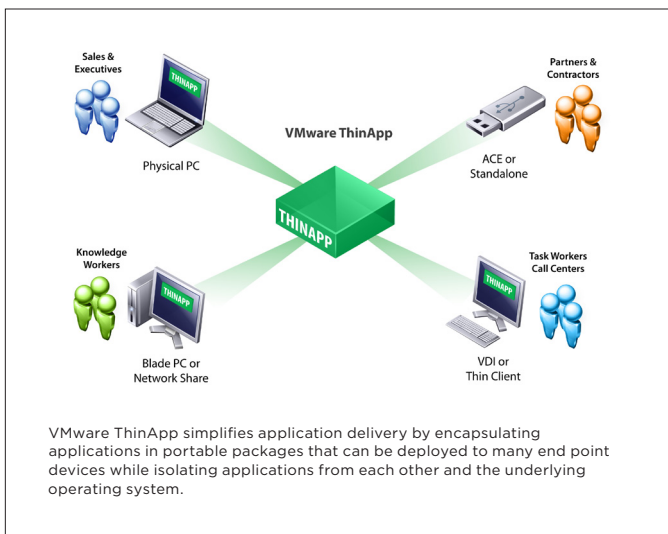 Sales &
Executives
THINAPP
Physical PC
VMware ThinApp
Partners &
Contractors
ACE or
Standalone
THINAPP
Knowledge
Workers
THINAPP
Blade PC or
Network Share
Task Workers
Call Centers
THINAPP
VDI or
Thin Client
VMware ThinApp simplifies application delivery by encapsulating
applications in portable packages that can be deployed to many end point
devices while isolating applications from each other and the underlying
operating system.